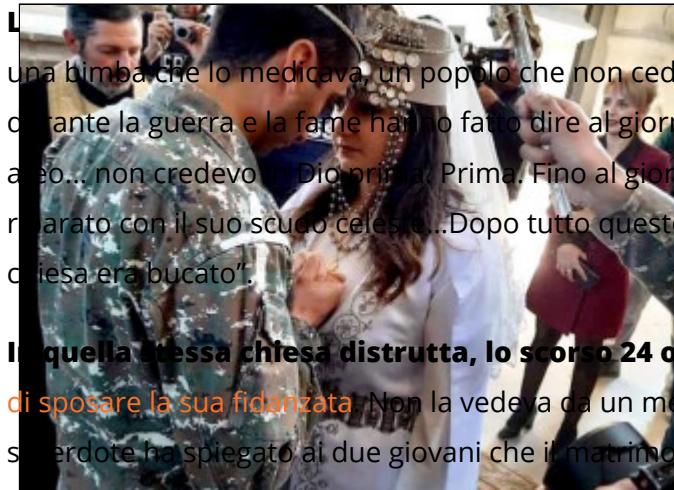 L
una bimba che lo medicava, un popolo che non ced
durante la guerra e la fame hanno fatto dire al gior
ateo... non credevo in Dio prima. Prima. Fino al gior
riparato con il suo scudo celeste...Dopo tutto quest
chiesa era bucato”.
In quella stessa chiesa distrutta, lo scorso 24 o
di sposare la sua fidanzata. Non la vedeva da un me
sacerdote ha spiegato ai due giovani che il matrimo